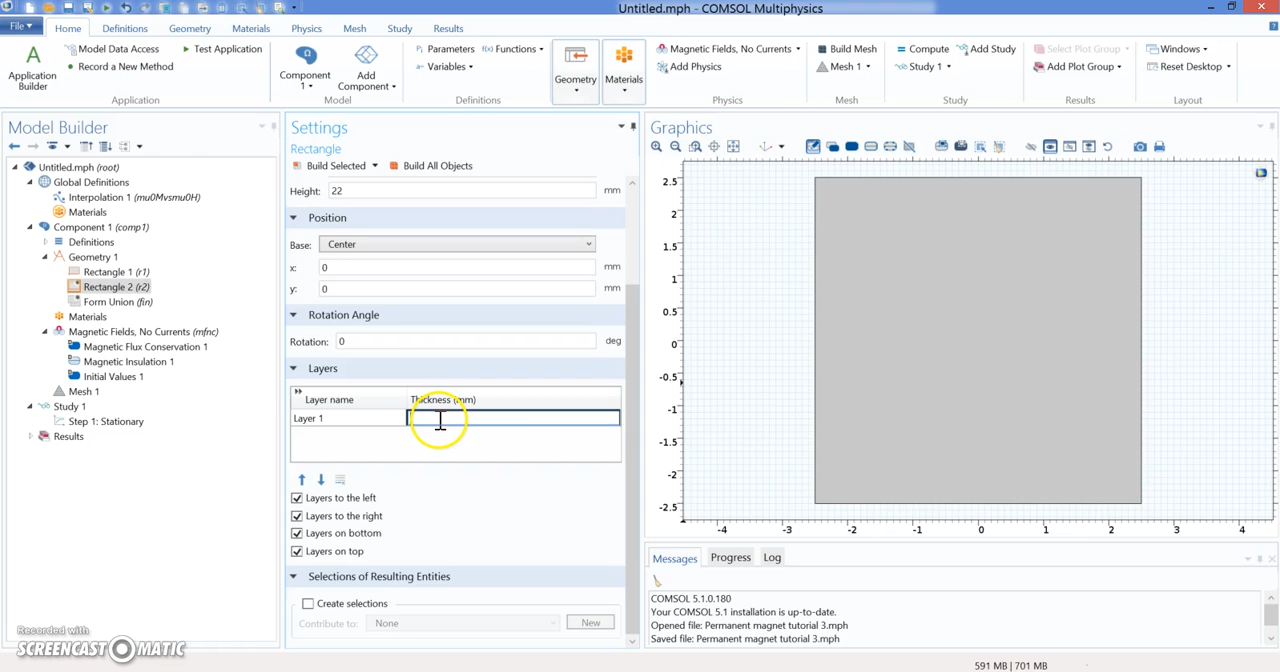 Untitled.mph - COMSOL Multiphysics
File Home Definitions Geometry Materials Physics Mesh Study Results
Application Builder
Model Data Access
Test Application
Record a New Method
Application
Component 1
Add Component
Model
Parameters
Functions
Variables
Definitions
Geometry
Materials
Magnetic Fields, No Currents
Add Physics
Physics
Build Mesh
Mesh 1
Mesh
Compute
Add Study
Study 1
Study
Select Plot Group
Add Plot Group
Results
Windows
Reset Desktop
Layout
Model Builder
Untitled.mph (root)
Global Definitions
Interpolation 1 (mu0Mvsmu0H)
Materials
Component 1 (comp1)
Definitions
Geometry 1
Rectangle 1 (r1)
Rectangle 2 (r2)
Form Union (fin)
Materials
Magnetic Fields, No Currents (mfnc)
Magnetic Flux Conservation 1
Magnetic Insulation 1
Initial Values 1
Mesh 1
Study 1
Step 1: Stationary
Results
Recorded with
SCREENCAST O MATIC
Settings
Rectangle
Build Selected
Build All Objects
Height: 22 mm
Position
Base: Center
x: 0 mm
y: 0 mm
Rotation Angle
Rotation: 0 deg
Layers
Layer name Thickness (mm)
Layer 1
Layers to the left
Layers to the right
Layers on bottom
Layers on top
Selections of Resulting Entities
Create selections
Contribute to: None New
Graphics
2.5
2
1.5
1
0.5
0
-0.5
-1
-1.5
-2
-2.5
-4 -3 -2 -1 0 1 2 3 4
Messages Progress Log
COMSOL 5.1.0.180
Your COMSOL 5.1 installation is up-to-date.
Opened file: Permanent magnet tutorial 3.mph
Saved file: Permanent magnet tutorial 3.mph
591 MB | 701 MB